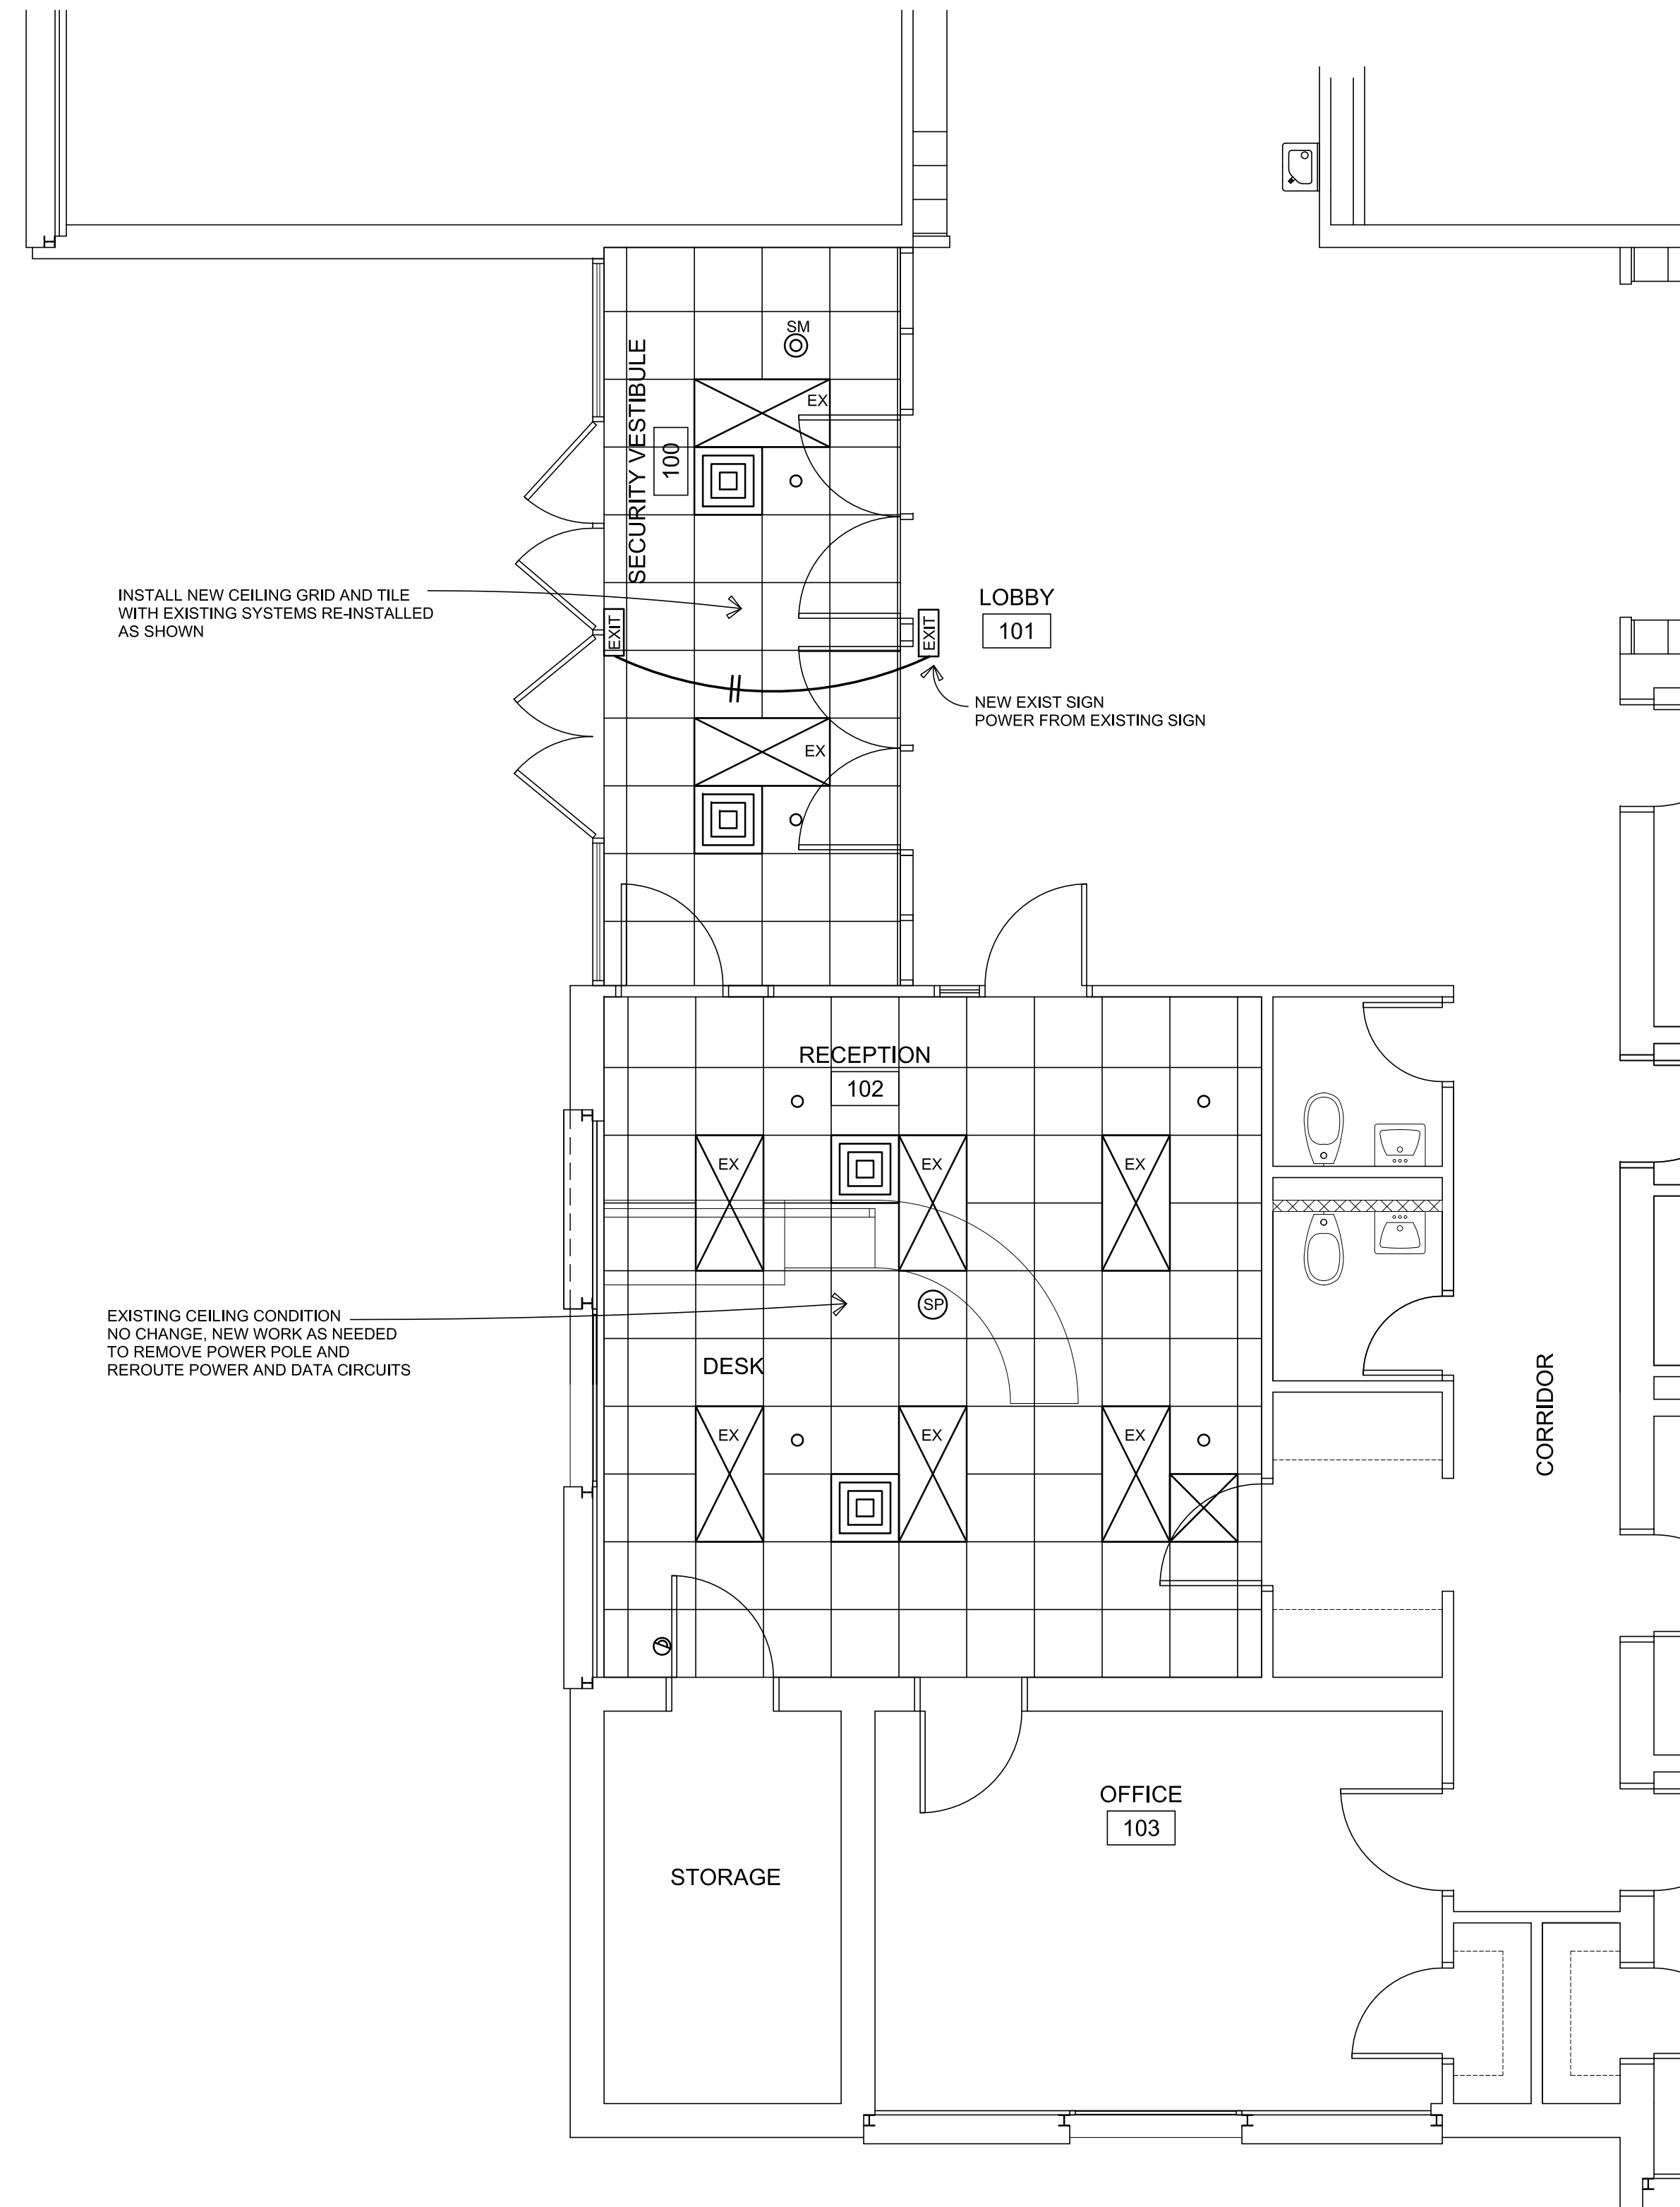 SM
EX
SECURITY VESTIBULE
100
INSTALL NEW CEILING GRID AND TILE
WITH EXISTING SYSTEMS RE-INSTALLED
AS SHOWN
EXIT
EXIT
LOBBY
101
NEW EXIST SIGN
POWER FROM EXISTING SIGN
EX
RECEPTION
102
EX
EX
EX
SP
EXISTING CEILING CONDITION
NO CHANGE, NEW WORK AS NEEDED
TO REMOVE POWER POLE AND
REROUTE POWER AND DATA CIRCUITS
DESK
CORRIDOR
EX
EX
EX
OFFICE
103
STORAGE